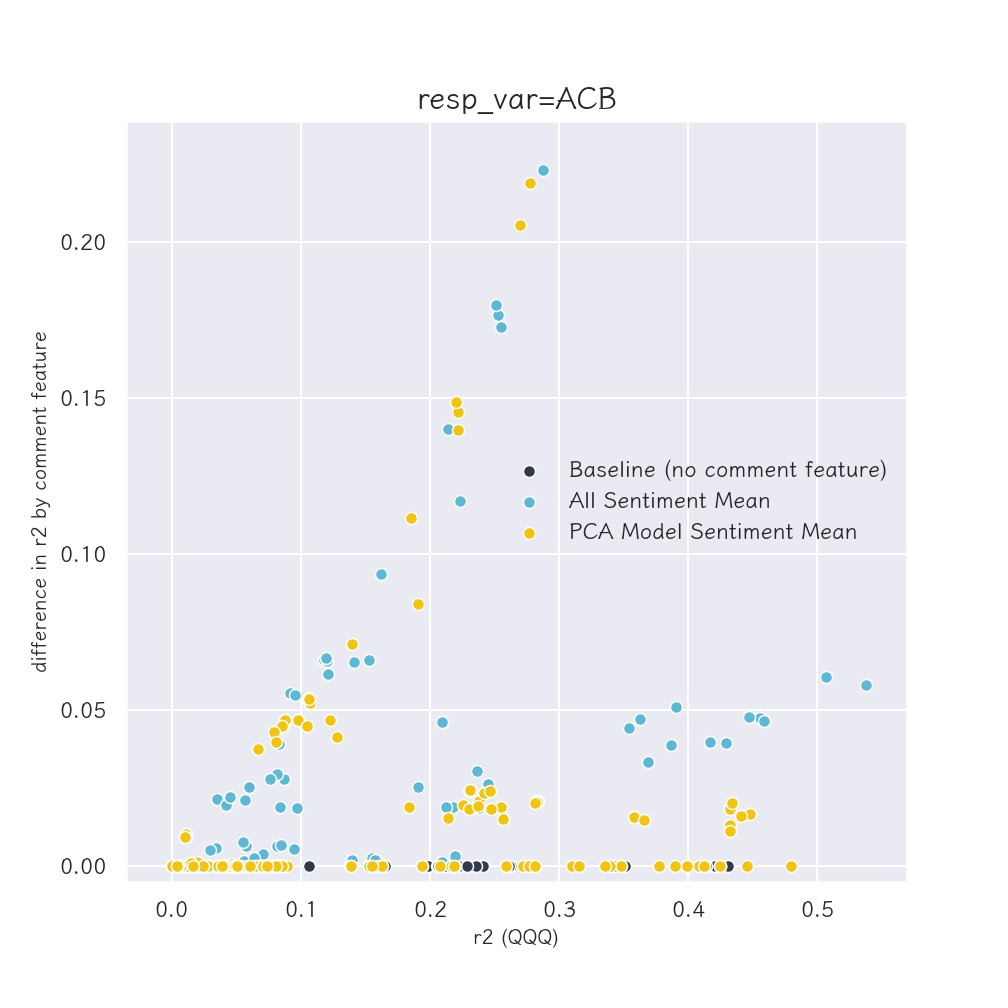 resp_var=ACB
difference in r2 by comment feature
0.20
0.15
0.10
0.05
0.00
Baseline (no comment feature)
All Sentiment Mean
PCA Model Sentiment Mean
0.0 0.1 0.2 0.3 0.4 0.5
r2 (QQQ)